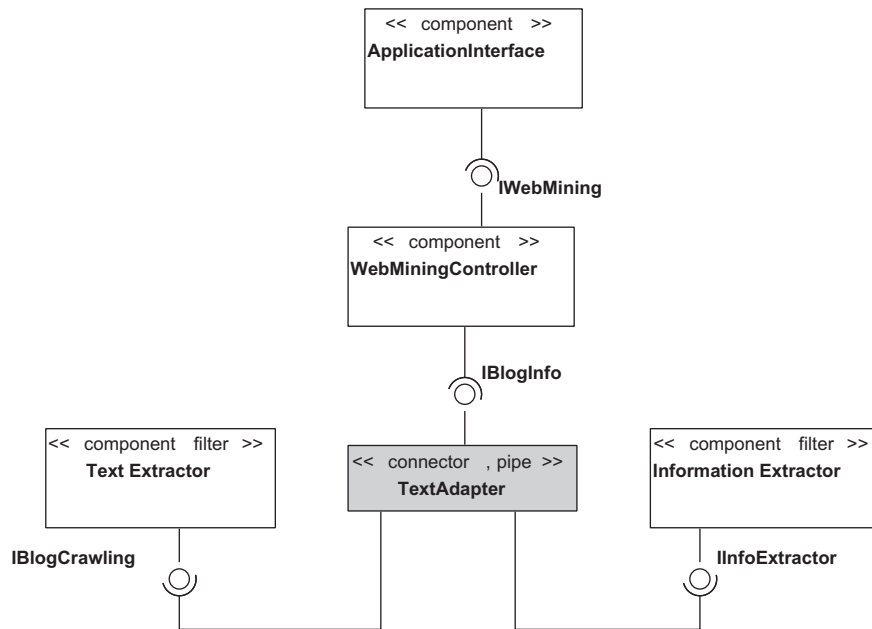 << component >>
ApplicationInterface
IWebMining
<< component >>
WebMiningController
IBlogInfo
<< component filter >>
Text Extractor
<< connector , pipe >>
TextAdapter
<< component filter >>
Information Extractor
IBlogCrawling
IInfoExtractor